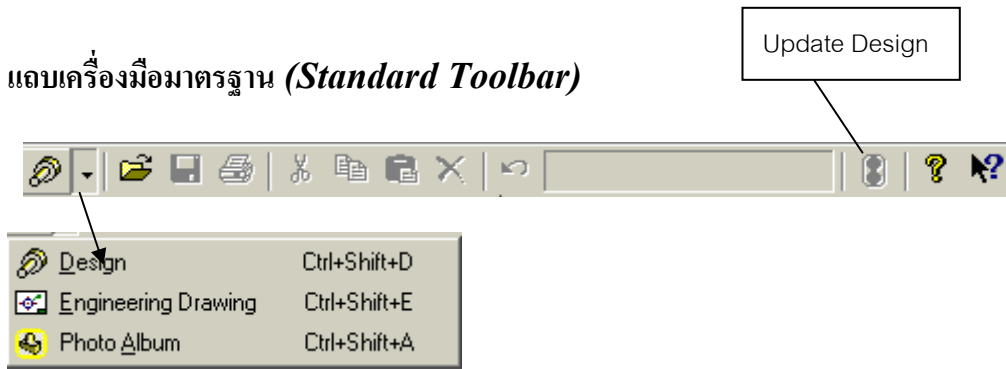 Update Design
แถบเครื่องมือมาตรฐาน (Standard Toolbar)
Design Ctrl+Shift+D
Engineering Drawing Ctrl+Shift+E
Photo Album Ctrl+Shift+A